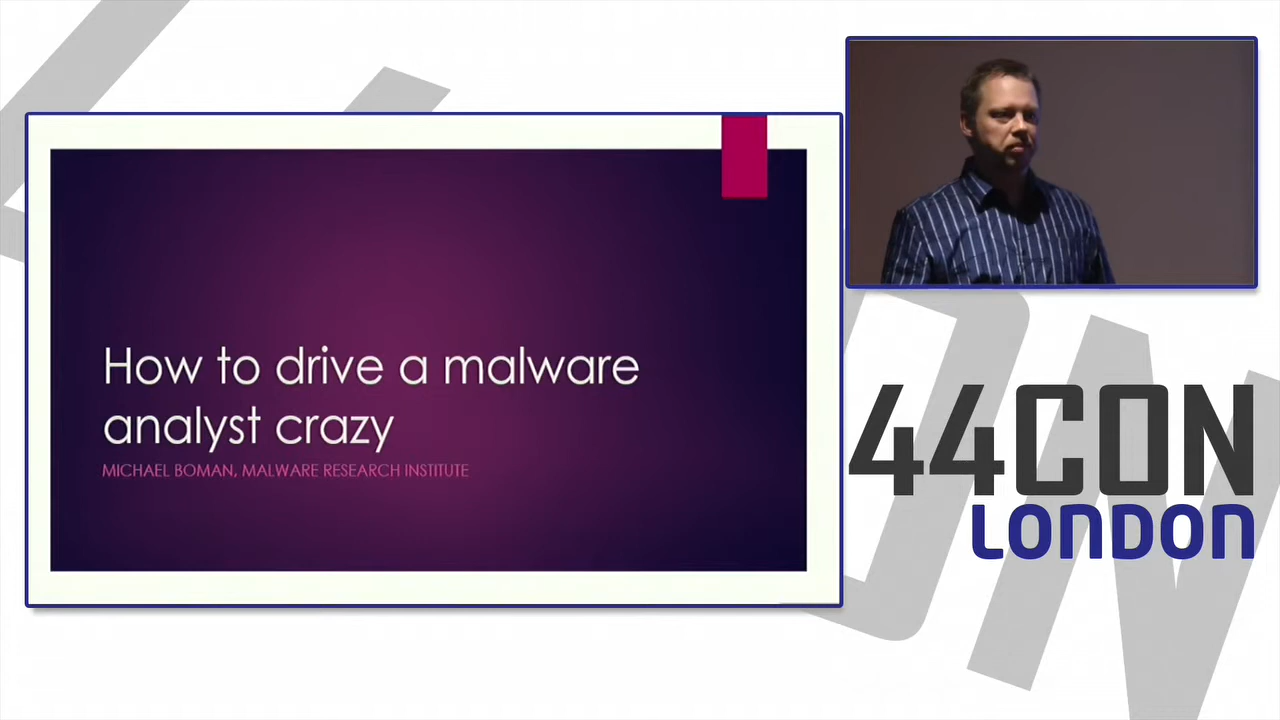 How to drive a malware
analyst crazy
MICHAEL BOMAN, MALWARE RESEARCH INSTITUTE
44CON
LONDON